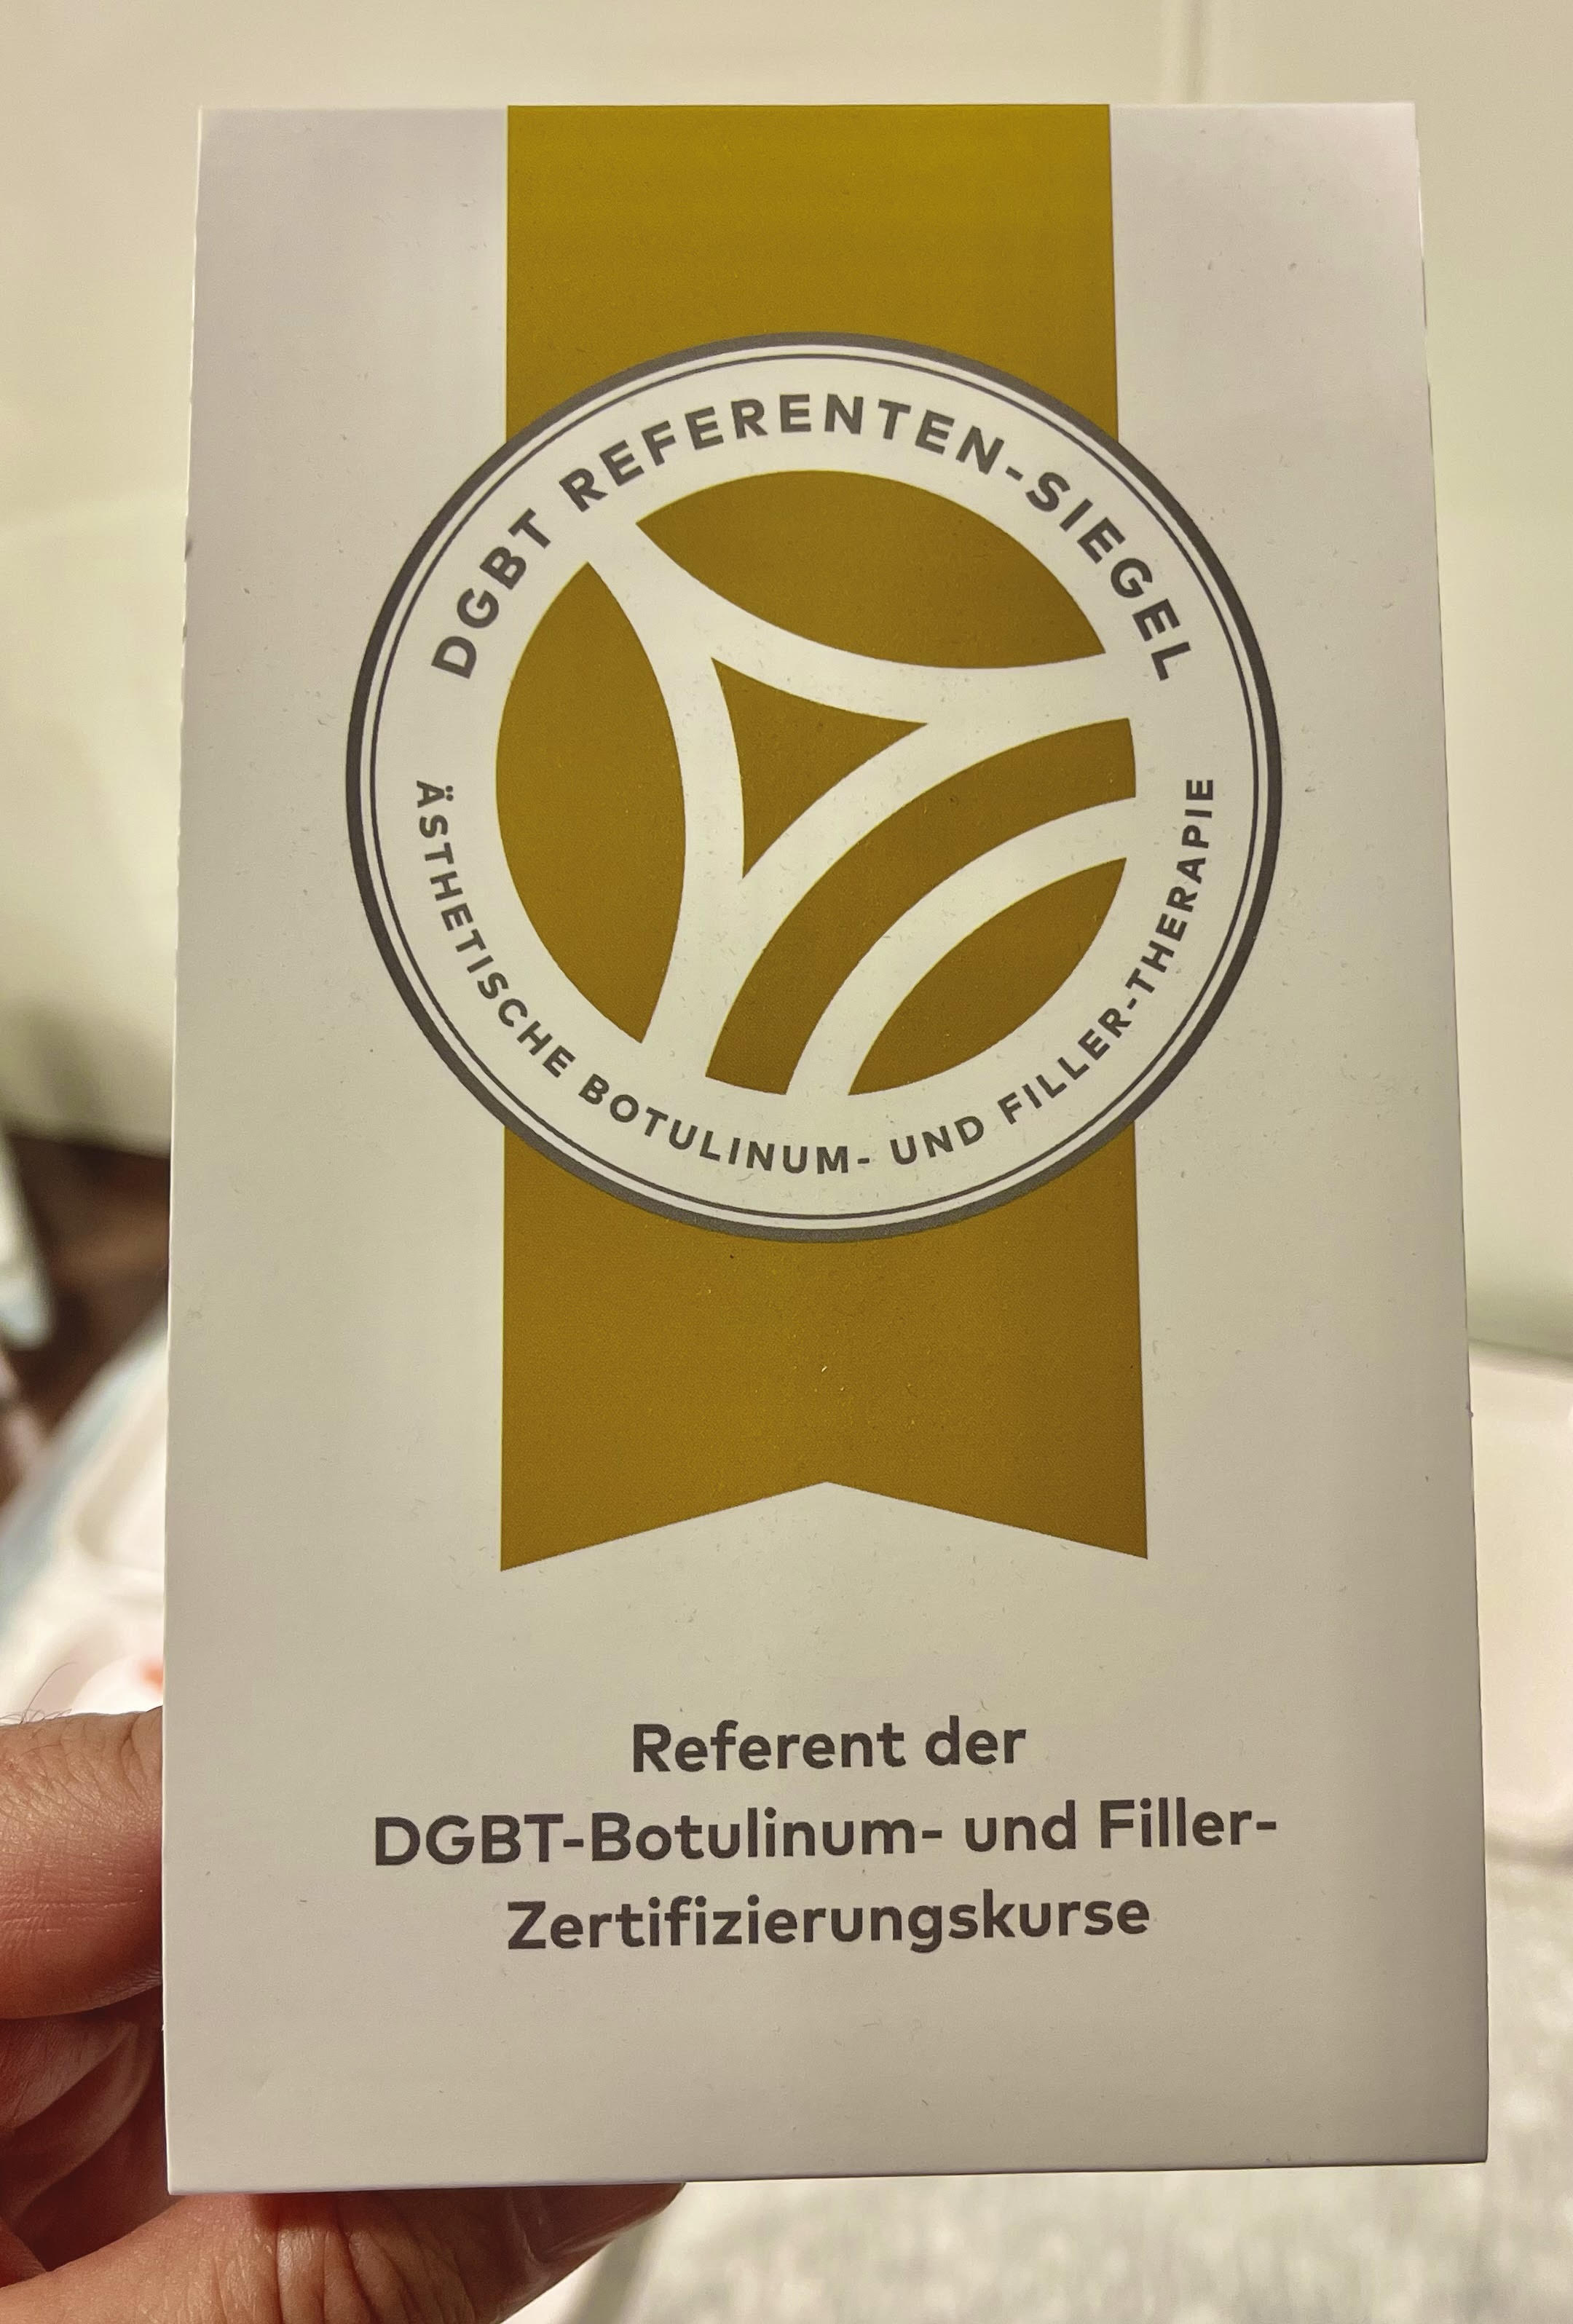 DGBT REFERENTEN-SIEGEL
ÄSTHETISCHE BOTULINUM- UND FILLER-THERAPIE
Referent der
DGBT-Botulinum- und Filler-
Zertifizierungskurse